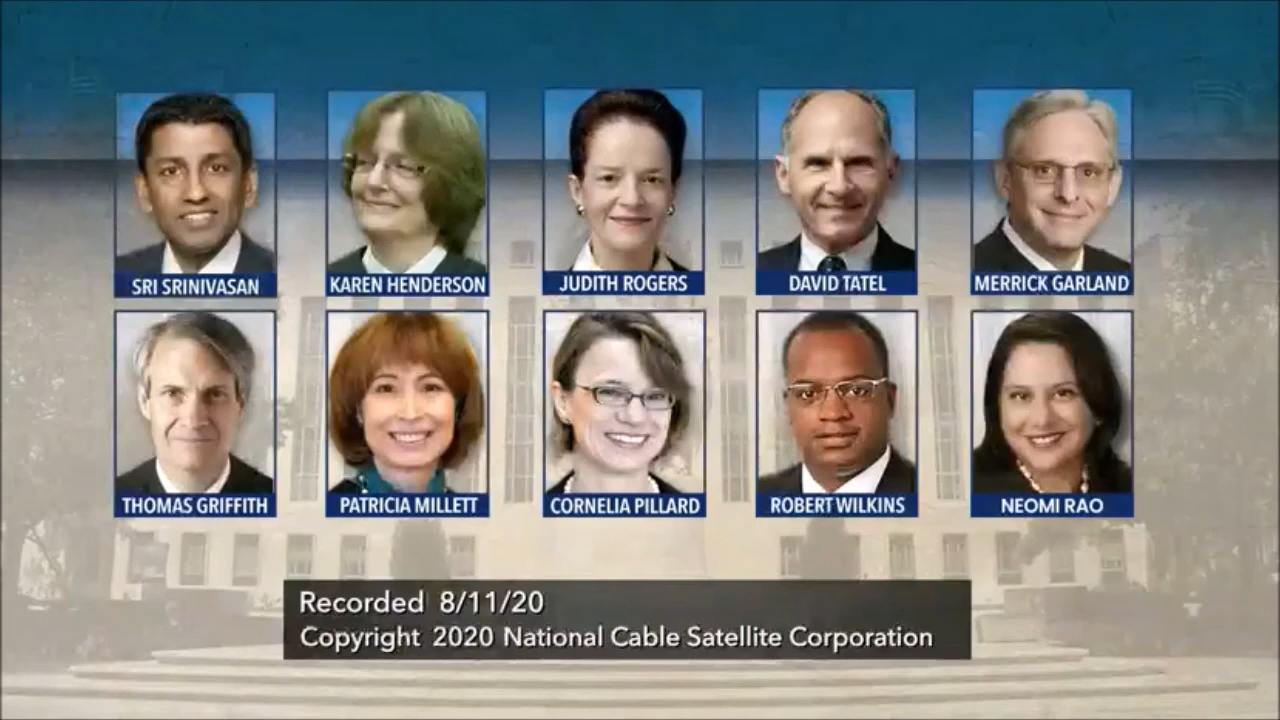 SRI SRINIVASAN
KAREN HENDERSON
JUDITH ROGERS
DAVID TATEL
MERRICK GARLAND
THOMAS GRIFFITH
PATRICIA MILLETT
CORNELIA PILLARD
ROBERT WILKINS
NEOMI RAO
Recorded 8/11/20
Copyright 2020 National Cable Satellite Corporation